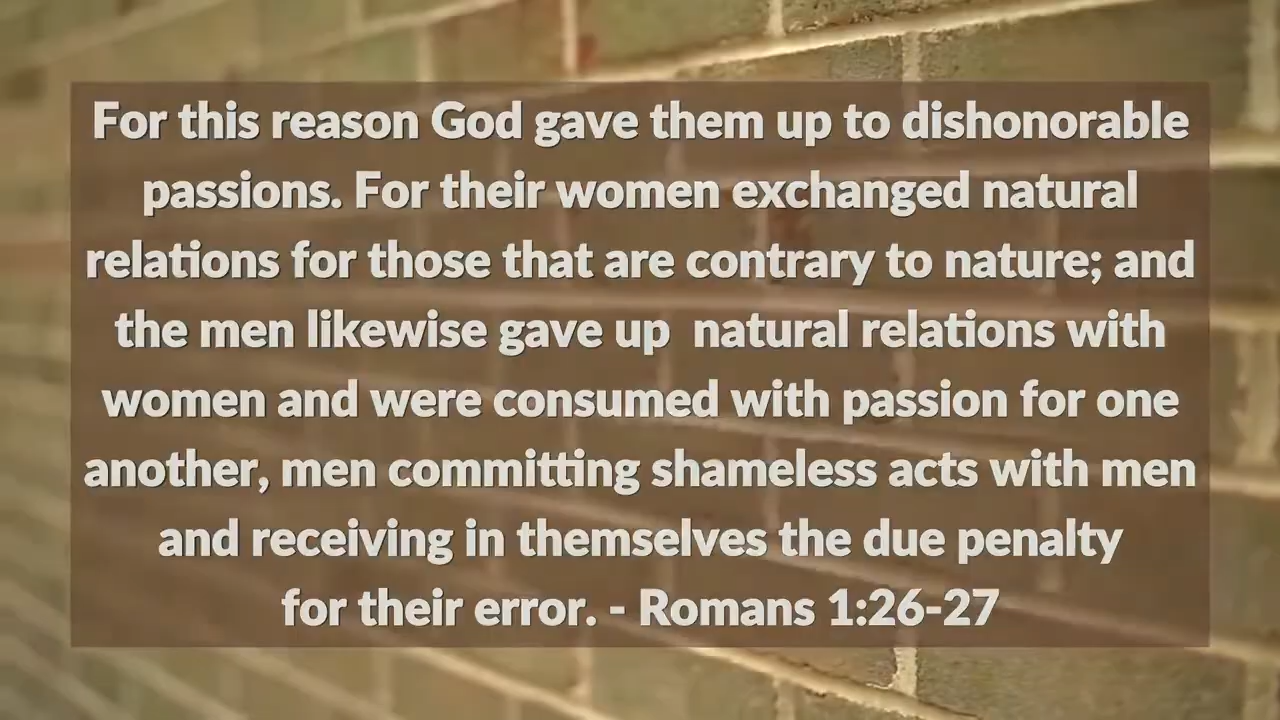 For this reason God gave them up to dishonorable
passions. For their women exchanged natural
relations for those that are contrary to nature; and
the men likewise gave up  natural relations with
women and were consumed with passion for one
another, men committing shameless acts with men
and receiving in themselves the due penalty
for their error. - Romans 1:26-27